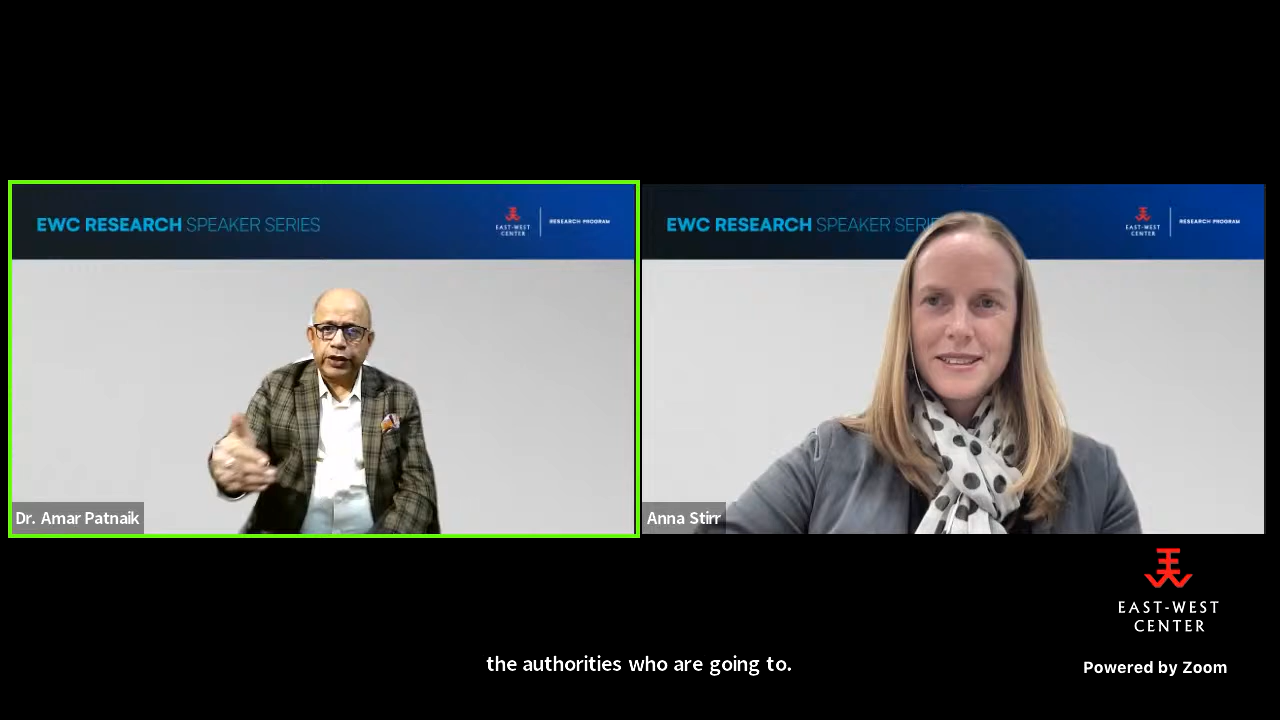 EWC RESEARCH SPEAKER SERIES
EAST-WEST
CENTER
RESEARCH PROGRAM
Dr. Amar Patnaik
EWC RESEARCH SPEAKER
EAST-WEST
CENTER
RESEARCH PROGRAM
Anna Stirr
EAST-WEST
CENTER
the authorities who are going to.
Powered by Zoom